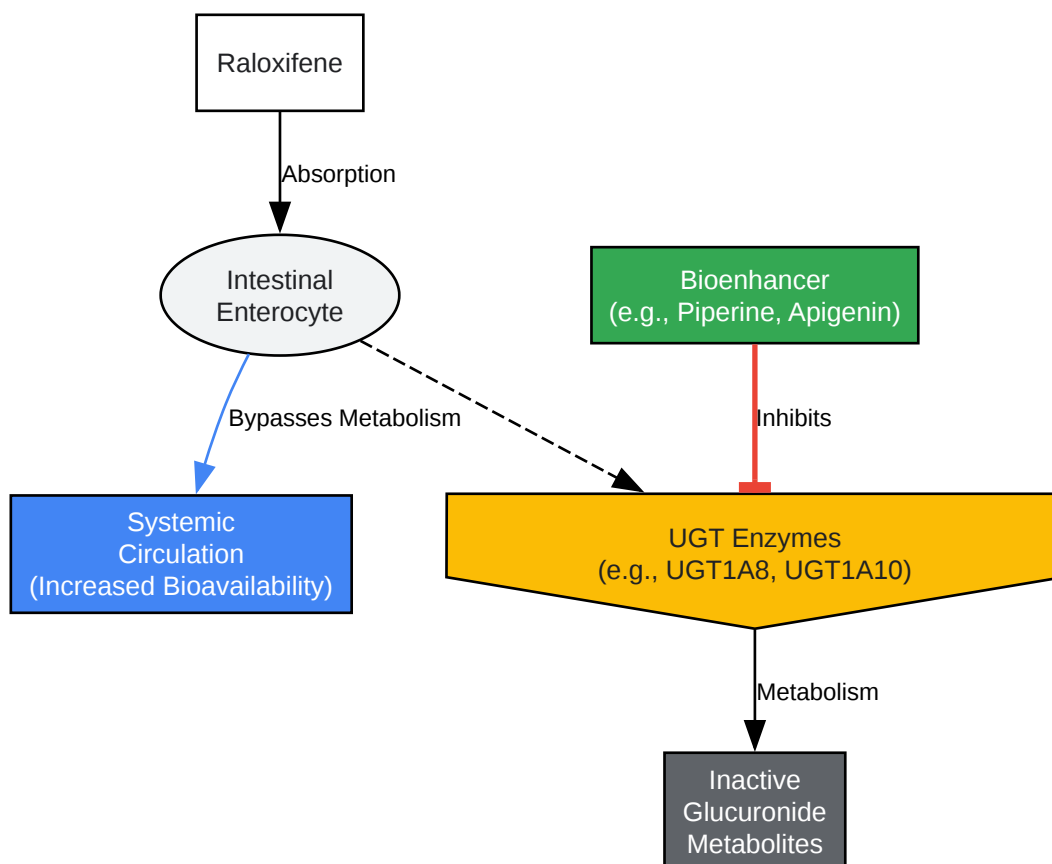 Raloxifene
Absorption
Intestinal
Enterocyte
Bioenhancer
(e.g., Piperine, Apigenin)
Bypasses Metabolism
Inhibits
Systemic
Circulation
(Increased Bioavailability)
UGT Enzymes
(e.g., UGT1A8, UGT1A10)
Metabolism
Inactive
Glucuronide
Metabolites